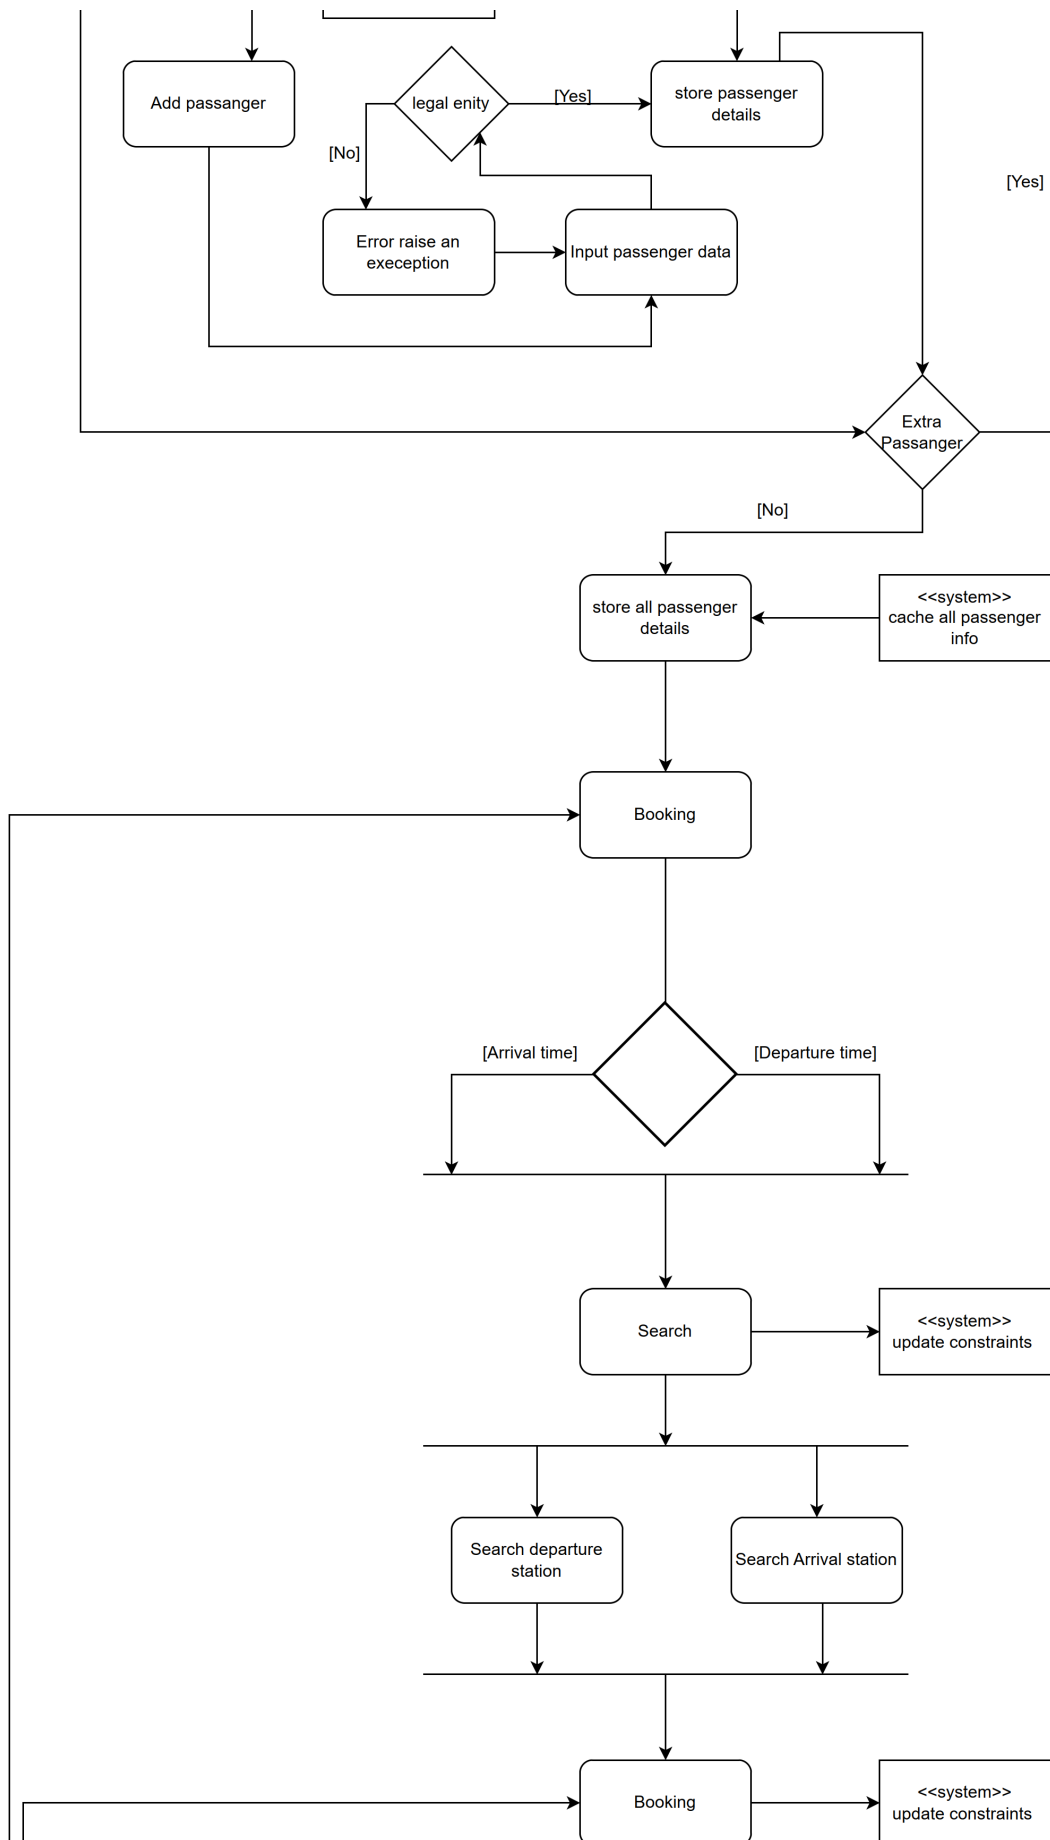 Add passanger
legal enity
[Yes]
store passenger
details
[No]
[Yes]
Error raise an
exeception
Input passenger data
Extra
Passanger
[No]
store all passenger
details
<<system>>
cache all passenger
info
Booking
[Arrival time]
[Departure time]
Search
<<system>>
update constraints
Search departure
station
Search Arrival station
Booking
<<system>>
update constraints